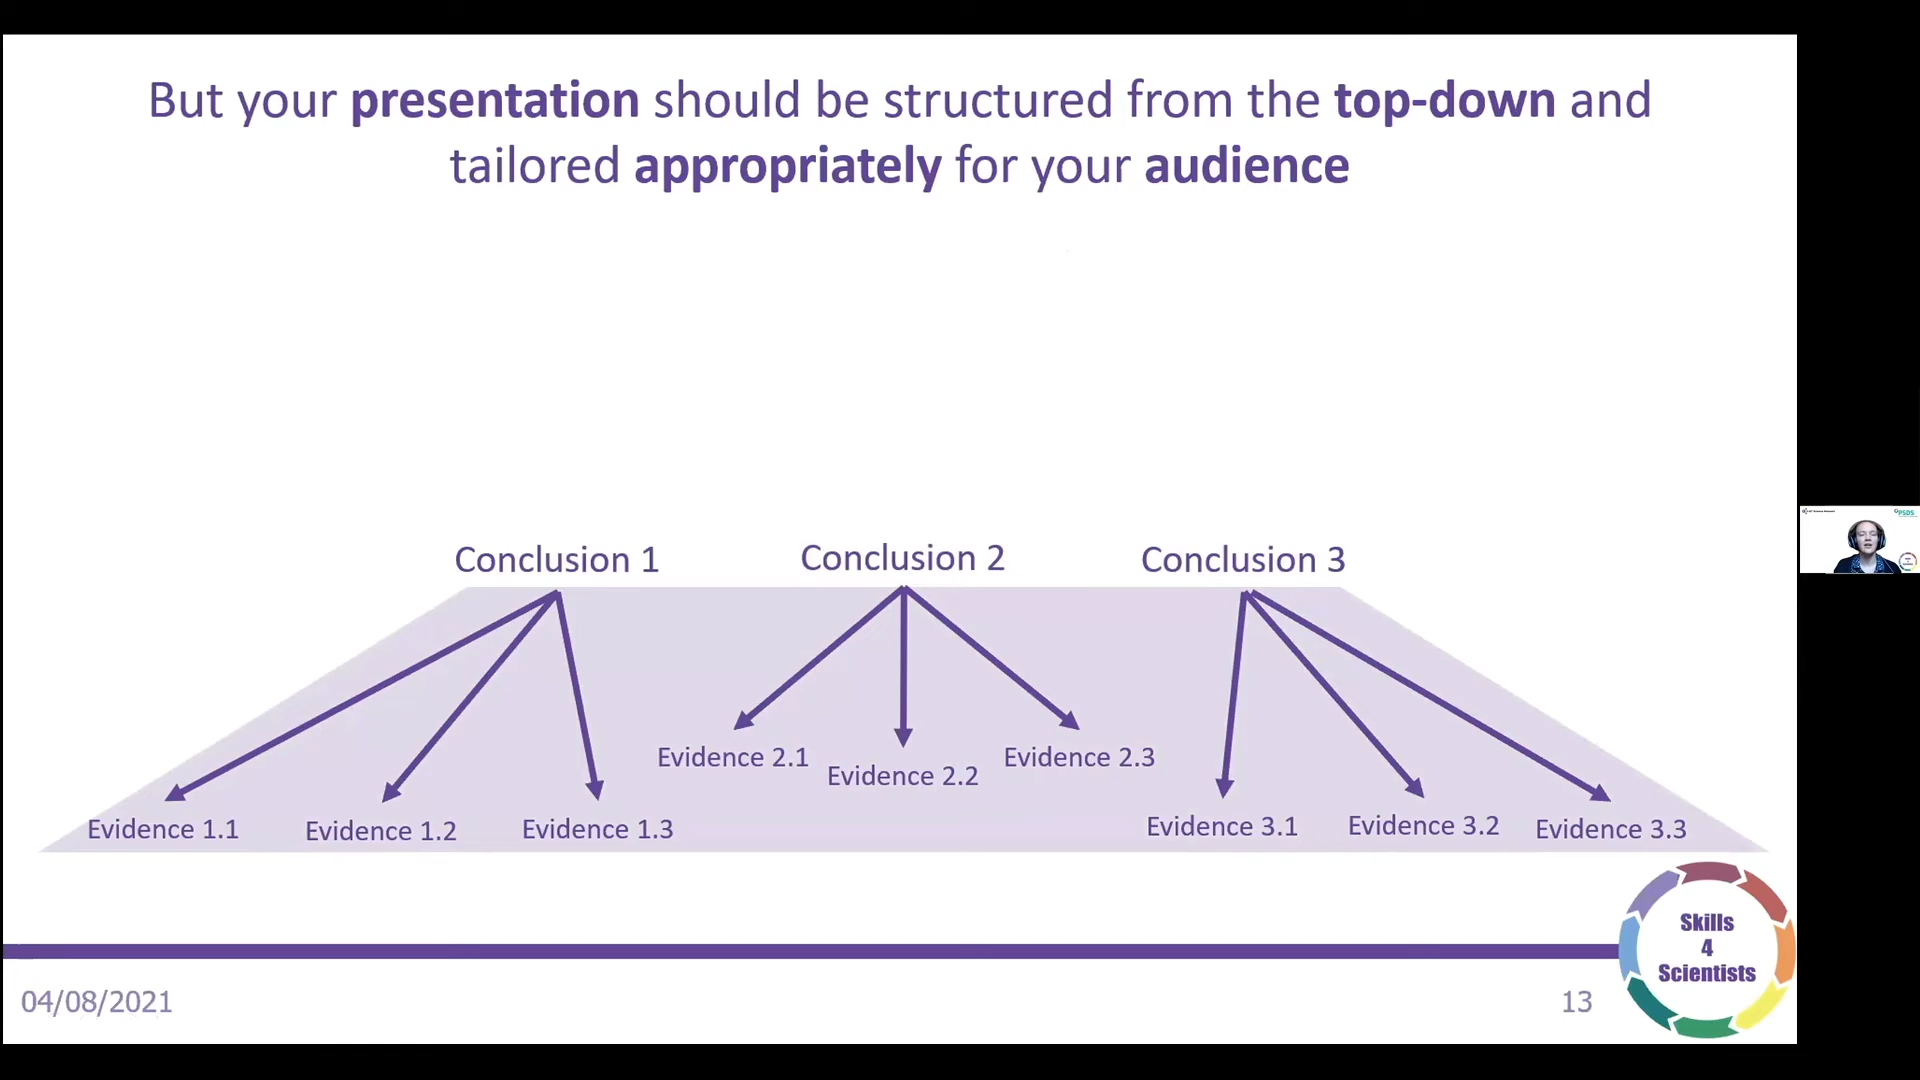 But your presentation should be structured from the top-down and
tailored appropriately for your audience
Conclusion 1
Conclusion 2
Conclusion 3
Evidence 1.1
Evidence 1.2
Evidence 1.3
Evidence 2.1
Evidence 2.2
Evidence 2.3
Evidence 3.1
Evidence 3.2
Evidence 3.3
Skills
4
Scientists
04/08/2021
13
PSDS